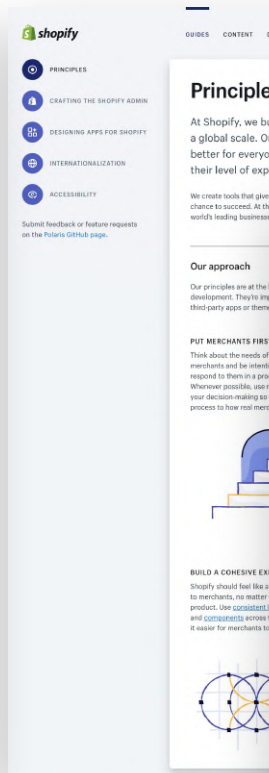 shopify
GUIDES CONTENT
PRINCIPLES
CRAFTING THE SHOPIFY ADMIN
DESIGNING APPS FOR SHOPIFY
INTERNATIONALIZATION
ACCESSIBILITY
Submit feedback or feature requests
on the Polaris GitHub page.
Principle
At Shopify, we bu
a global scale. O
better for everyo
their level of exp
We create tools that give
chance to succeed. At th
world's leading businesse
Our approach
Our principles are at the
development. They're imp
third-party apps or theme
PUT MERCHANTS FIRS
Think about the needs of
merchants and be intenti
respond to them in a pro
Whenever possible, use r
your decision-making so
process to how real merc
BUILD A COHESIVE EX
Shopify should feel like a
to merchants, no matter
product. Use consistent
and components across
it easier for merchants to